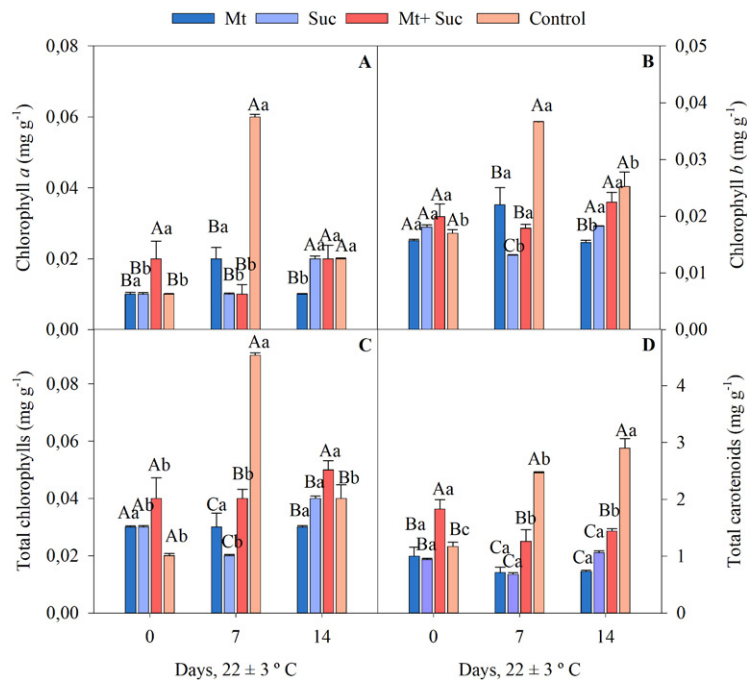 Mt Suc Mt+ Suc Control
0,08 A B 0,05
0,06 0,04
0,04 0,03
0,02 0,02
0,00 0,01
0,00
Chlorophyll a (mg g-1)
Chlorophyll b (mg g-1)
Ba Bb Aa Bb
Ba Bb Bb Aa
Bb Aa Aa Aa
Aa Aa Aa Ab
Ba Cb Ba Aa
Bb Aa Aa Ab
C D
0,08 4
0,06 3
0,04 2
0,02 1
0,00 0
Total chlorophylls (mg g-1)
Total carotenoids (mg g-1)
Aa Ab Ab Ab
Ca Cb Bb Aa
Ba Ba Aa Bb
Ba Ba Aa Bc
Ca Ca Bb Ab
Ca Ca Bb Aa
0 7 14 0 7 14
Days, 22 ± 3 º C Days, 22 ± 3 º C